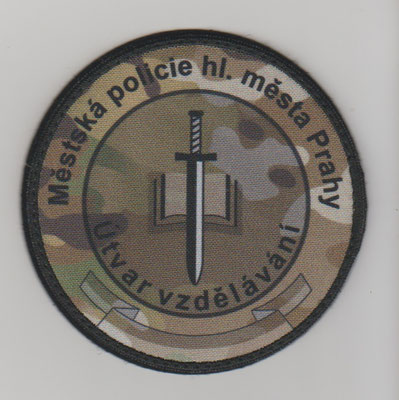 Městská policie hl. města Prahy
Útvar vzdělávání